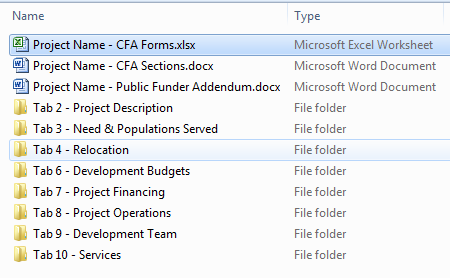 Name Type
Project Name - CFA Forms.xlsx Microsoft Excel Worksheet
Project Name - CFA Sections.docx Microsoft Word Document
Project Name - Public Funder Addendum.docx Microsoft Word Document
Tab 2 - Project Description File folder
Tab 3 - Need & Populations Served File folder
Tab 4 - Relocation File folder
Tab 6 - Development Budgets File folder
Tab 7 - Project Financing File folder
Tab 8 - Project Operations File folder
Tab 9 - Development Team File folder
Tab 10 - Services File folder